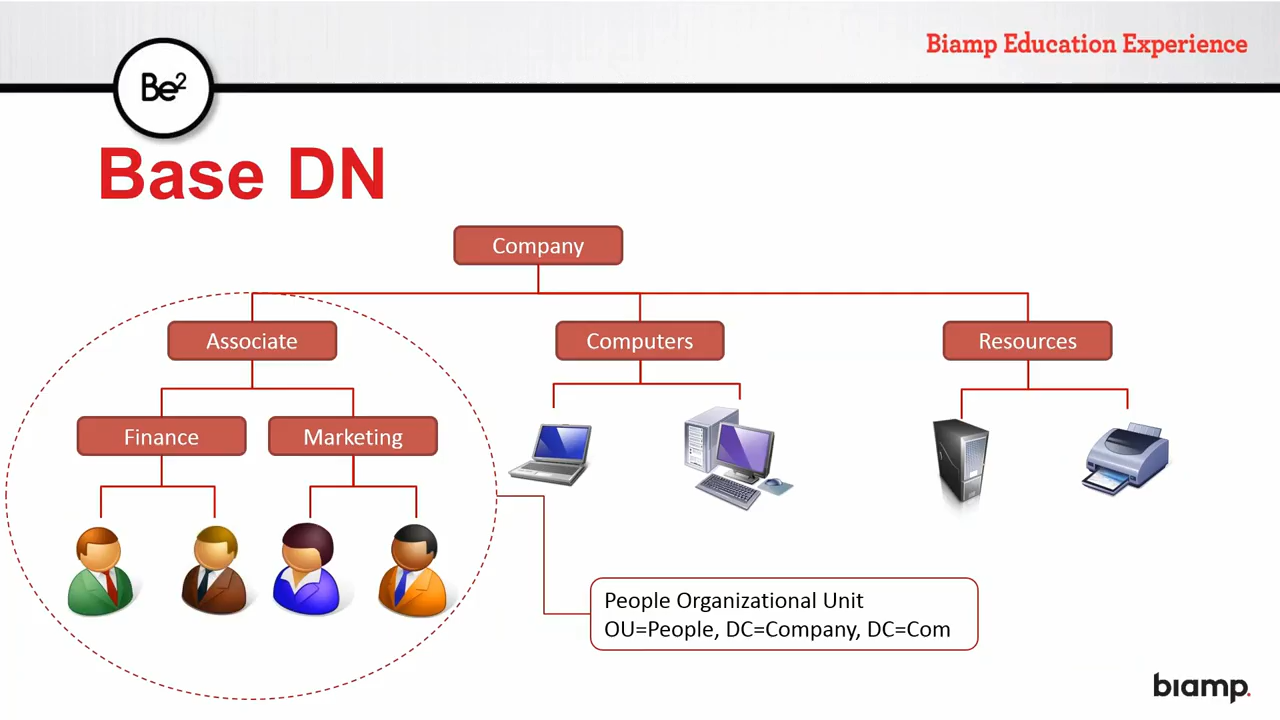 Biamp Education Experience
Be²
Base DN
Company
Associate
Computers
Resources
Finance
Marketing
People Organizational Unit
OU=People, DC=Company, DC=Com
biamp.